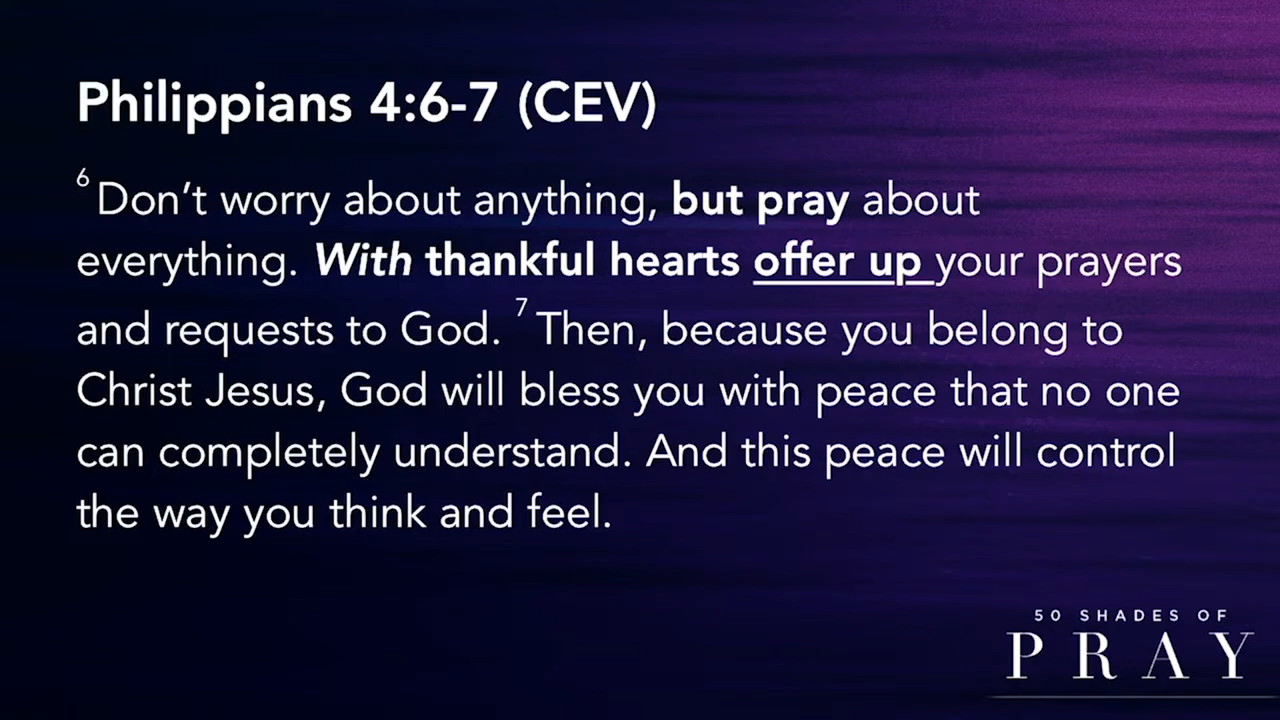 Philippians 4:6-7 (CEV)
6 Don’t worry about anything, but pray about
everything. With thankful hearts offer up your prayers
and requests to God. 7 Then, because you belong to
Christ Jesus, God will bless you with peace that no one
can completely understand. And this peace will control
the way you think and feel.
50 SHADES OF
PRAY